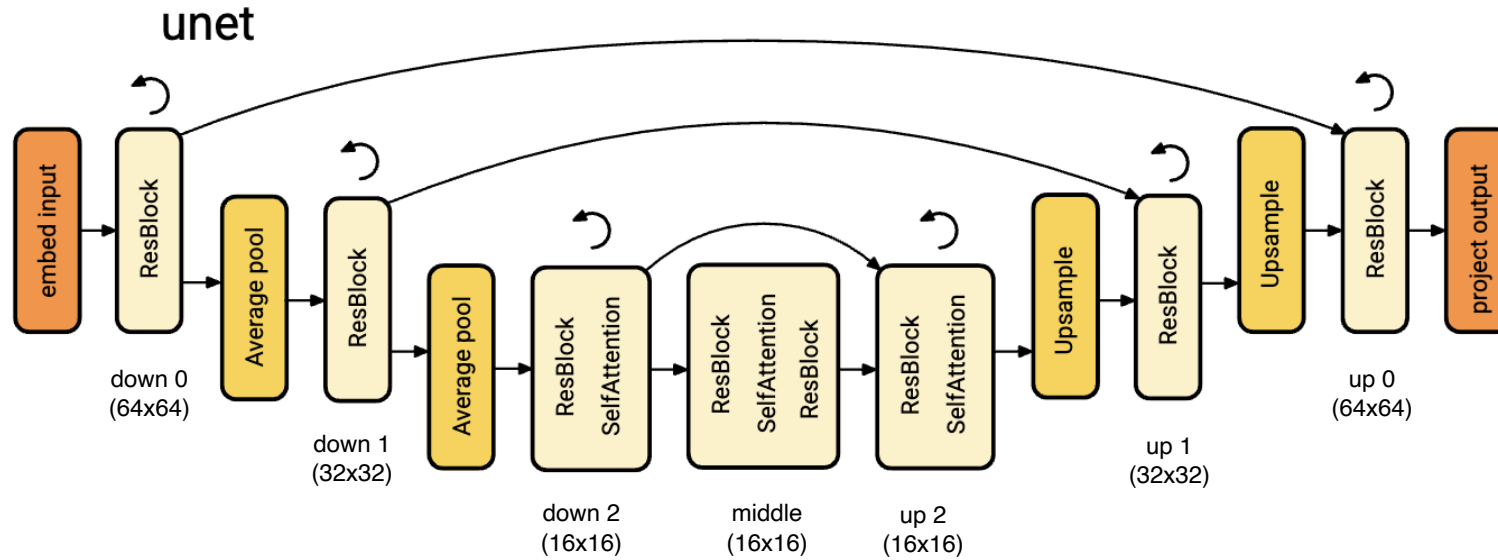 unet
embed input
ResBlock
down 0
(64x64)
Average pool
ResBlock
down 1
(32x32)
Average pool
ResBlock
SelfAttention
down 2
(16x16)
ResBlock
SelfAttention
ResBlock
middle
(16x16)
ResBlock
SelfAttention
up 2
(16x16)
Upsample
ResBlock
up 1
(32x32)
Upsample
ResBlock
up 0
(64x64)
project output